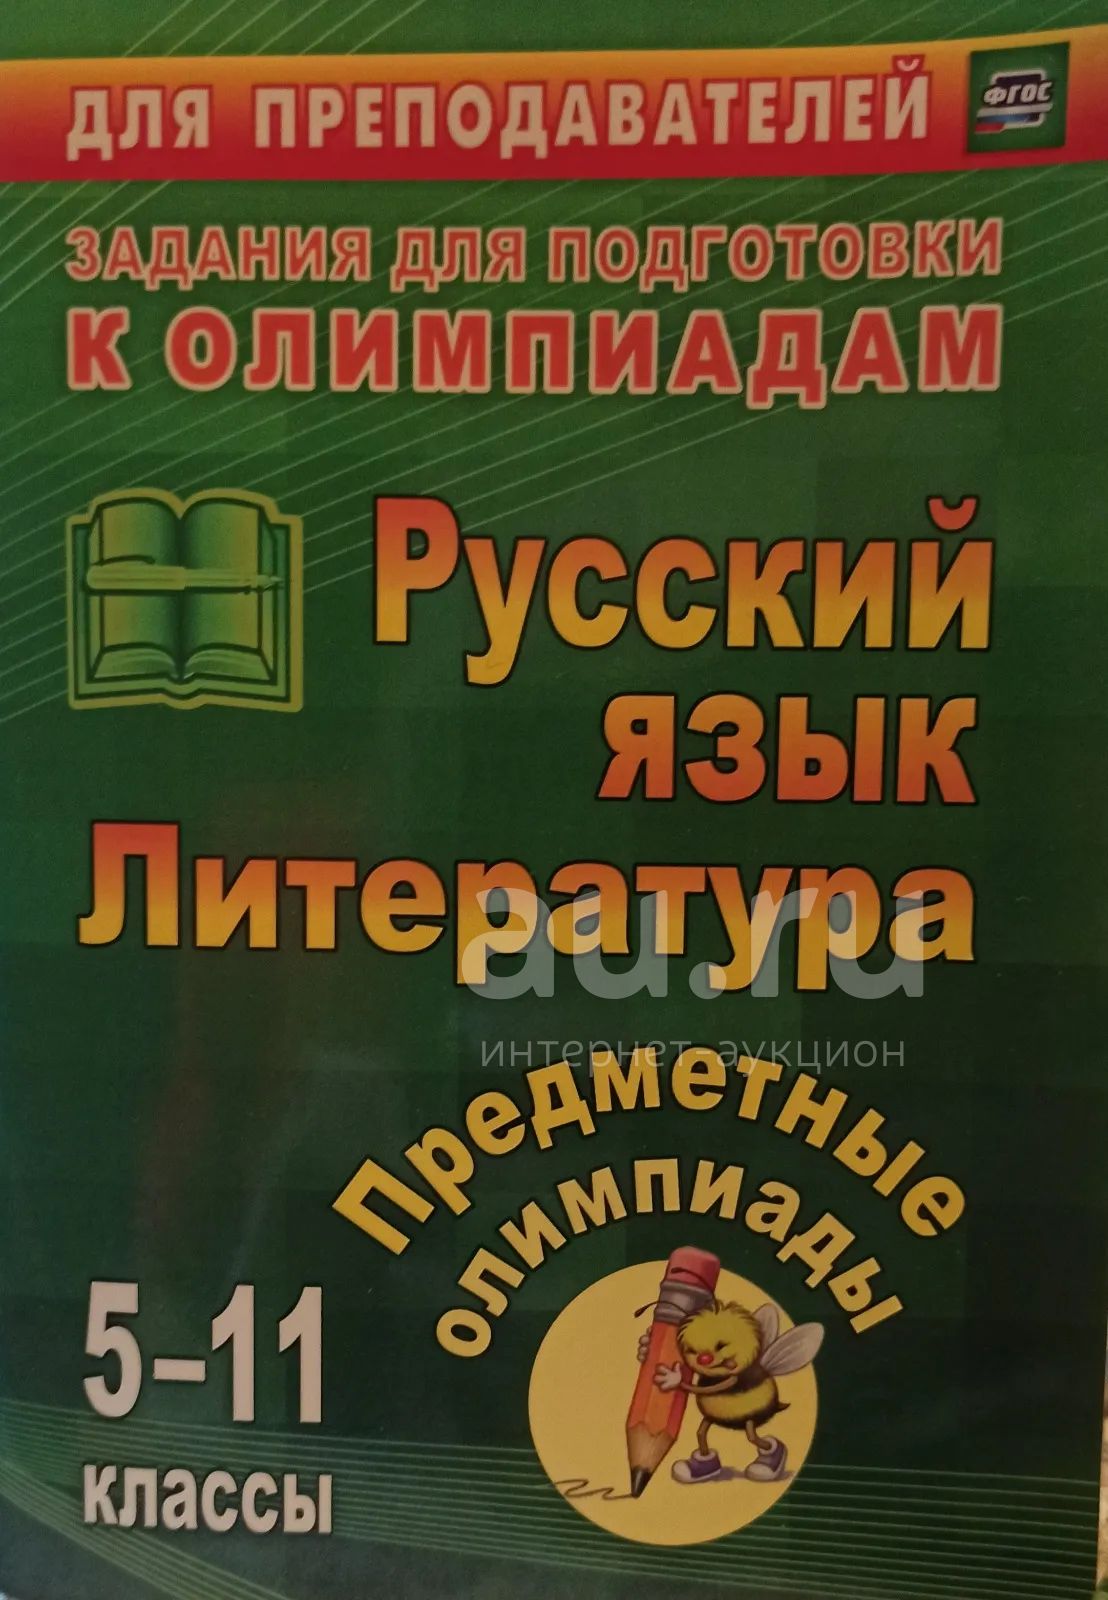 ДЛЯ ПРЕПОДАВАТЕЛЕЙ
ФГОС
ЗАДАНИЯ ДЛЯ ПОДГОТОВКИ
К ОЛИМПИАДАМ
Русский
язык
Литература
au.ru
интернет-аукцион
Предметные
олимпиады
5–11
классы